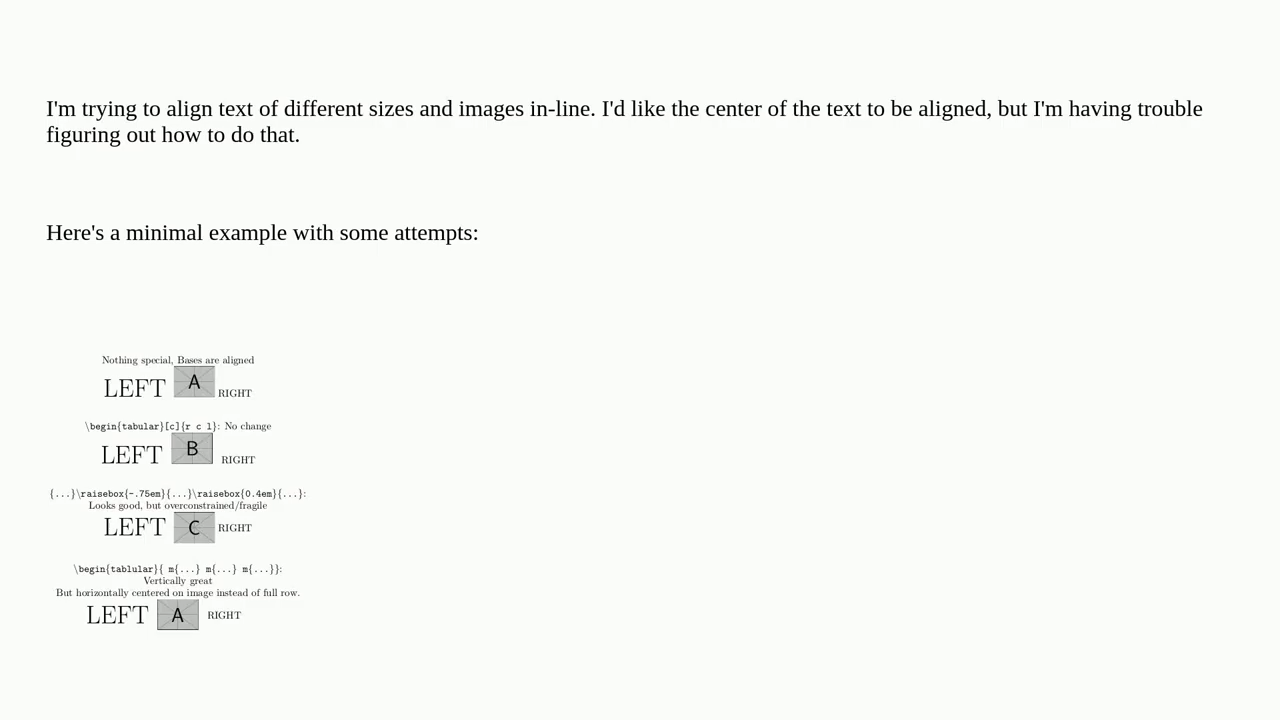 I'm trying to align text of different sizes and images in-line. I'd like the center of the text to be aligned, but I'm having trouble
figuring out how to do that.
Here's a minimal example with some attempts:
Nothing special, Bases are aligned
LEFT A RIGHT
\begin{tabular}[c]{r c l}: No change
LEFT B RIGHT
{...}\raisebox{-.75em}{...}\raisebox{0.4em}{...}:
Looks good, but overconstrained/fragile
LEFT C RIGHT
\begin{tablular}{ m{...} m{...} m{...}}:
Vertically great
But horizontally centered on image instead of full row.
LEFT A RIGHT